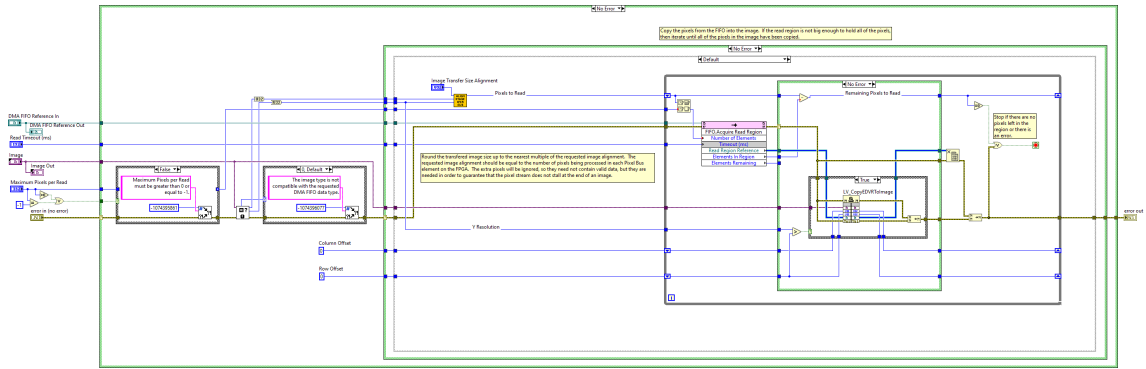 No Error
Copy the pixels from the FIFO into the image. If the read region is not big enough to hold all of the pixels,
then iterate until all of the pixels in the image have been copied.
No Error
Default
Image Transfer Size Alignment
Pixels to Read
No Error
Remaining Pixels to Read
DMA FIFO Reference In
DMA FIFO Reference Out
Read Timeout (ms)
Image
Image Out
Maximum Pixels per Read
-1
error in (no error)
False
Maximum Pixels per Read
must be greater than 0 or
equal to -1.
-1074395861
0, Default
The image type is not
compatible with the requested
DMA FIFO data type.
-1074396077
Round the transferred image size up to the nearest multiple of the requested image alignment. The
requested image alignment should be equal to the number of pixels being processed in each Pixel Bus
element on the FPGA. The extra pixels will be ignored, so they need not contain valid data, but they are
needed in order to guarantee that the pixel stream does not stall at the end of an image.
FIFO.Acquire Read Region
Number of Elements
Timeout (ms)
Read Region Reference
Elements In Region
Elements Remaining
Stop if there are no
pixels left in the
region or there is
an error.
True
LV_CopyEDVRToImage
Y Resolution
Column Offset
0
Row Offset
0
error out
i